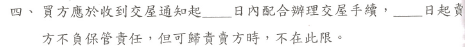 四、買方應於收到交屋通知起____日內配合辦理交屋手續，____日起賣
方不負保管責任，但可歸責賣方時，不在此限。